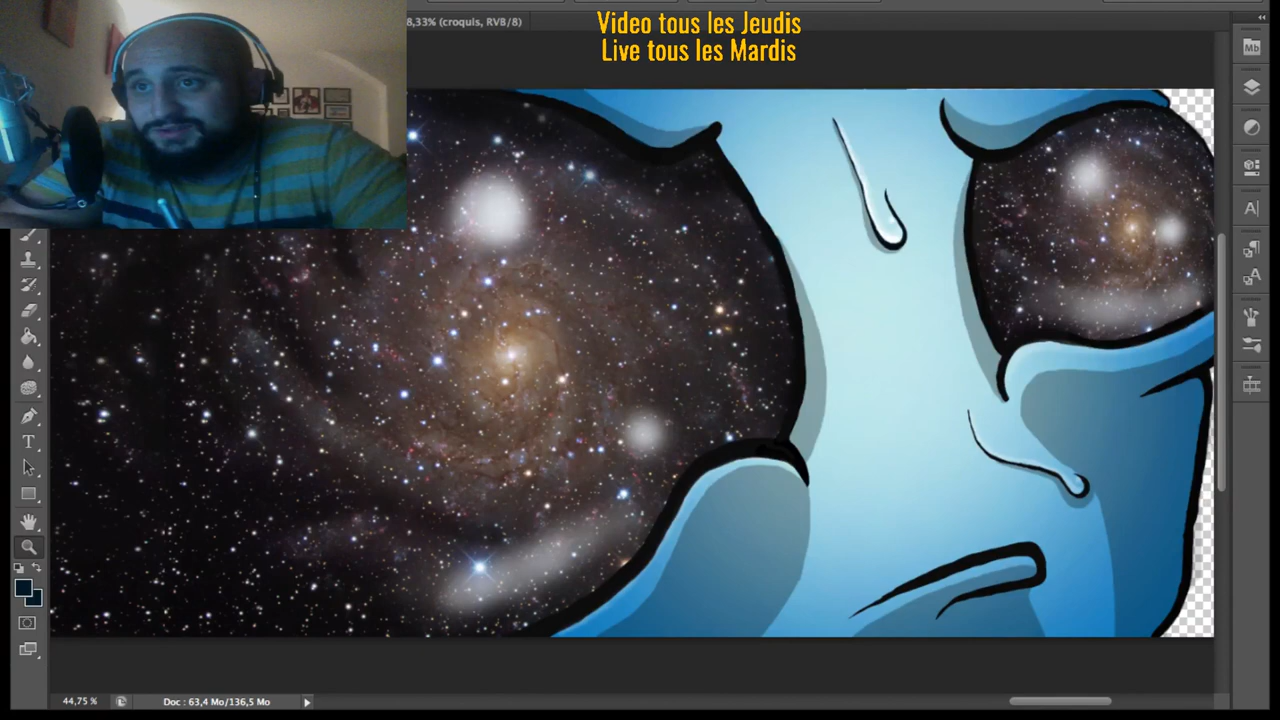 8,33% (croquis, RVB/8)
Video tous les Jeudis
Live tous les Mardis
Mb
A
A
T
44,75 %
Doc : 63,4 Mo/136,5 Mo